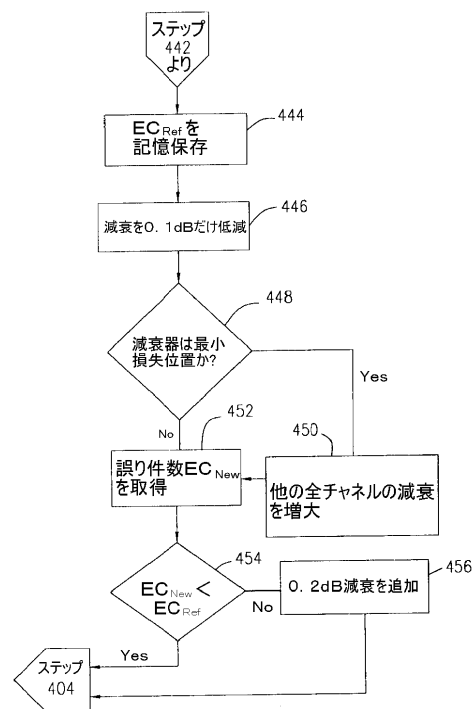 ステップ
442
より
ECRefを
記憶保存
444
減衰を0.1dBだけ低減
446
448
減衰器は最小
損失位置か?
Yes
No
452
誤り件数ECNew
を取得
450
他の全チャネルの減衰
を増大
454
ECNew<
ECRef
No
456
0.2dB減衰を追加
Yes
ステップ
404